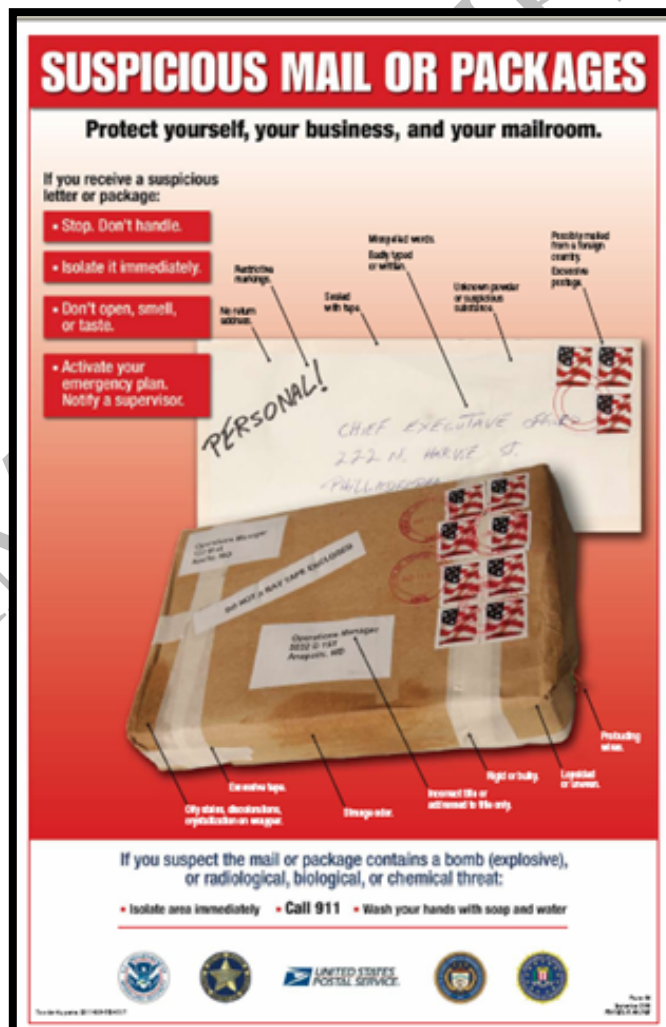 SUSPICIOUS MAIL OR PACKAGES
Protect yourself, your business, and your mailroom.
If you receive a suspicious
letter or package:
• Stop. Don't handle.
• Isolate it immediately.
• Don't open, smell,
or taste.
• Activate your
emergency plan.
Notify a supervisor.
Restrictive
markings.
No return
address.
Sealed
with tape.
Misspelled words.
Badly typed
or written.
Unknown powder
or suspicious
substance.
Possibly mailed
from a foreign
country.
Excessive
postage.
PERSONAL!
CHIEF EXECUTIVE OFFICER
222 N. HARVIE ST.
Operations Manager
Do NOT X RAY TAPE ENCLOSED
Operations Manager
Protruding
wires.
Lopsided
or uneven.
Rigid or bulky.
Incorrect title or
addressed to title only.
Strange odor.
Excessive tape.
Oily stains, discolorations,
crystallization on wrapper.
If you suspect the mail or package contains a bomb (explosive),
or radiological, biological, or chemical threat:
• Isolate area immediately • Call 911 • Wash your hands with soap and water
UNITED STATES
POSTAL SERVICE.